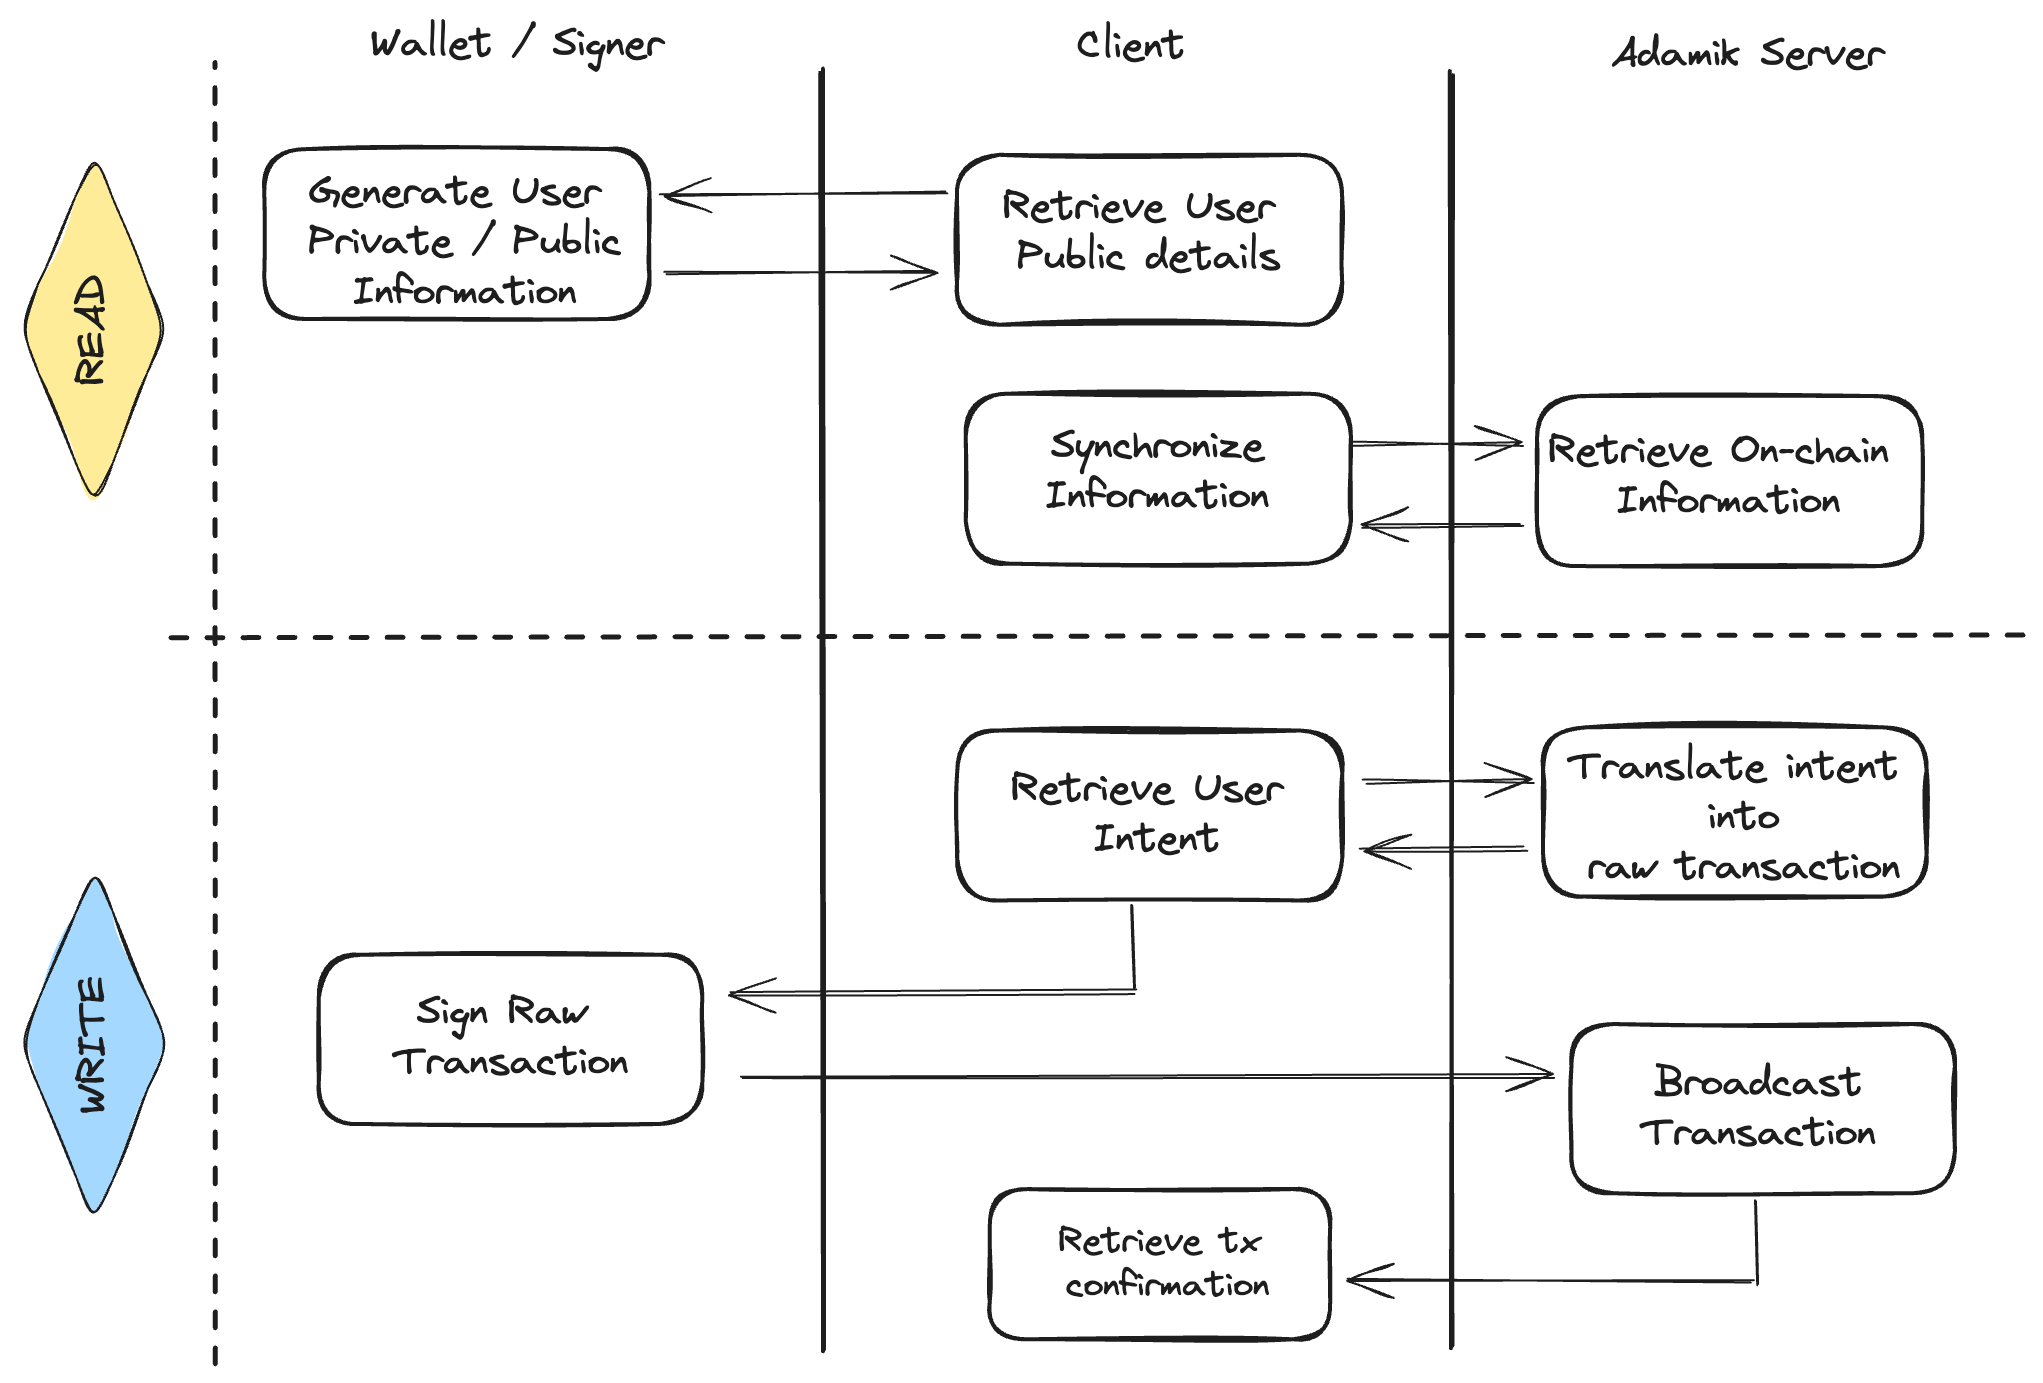 Wallet / Signer
Client
Adamik Server
READ
Generate User
Private / Public
Information
Retrieve User
Public details
Synchronize
Information
Retrieve On-chain
Information
WRITE
Retrieve User
Intent
Translate intent
into
raw transaction
Sign Raw
Transaction
Broadcast
Transaction
Retrieve tx
confirmation